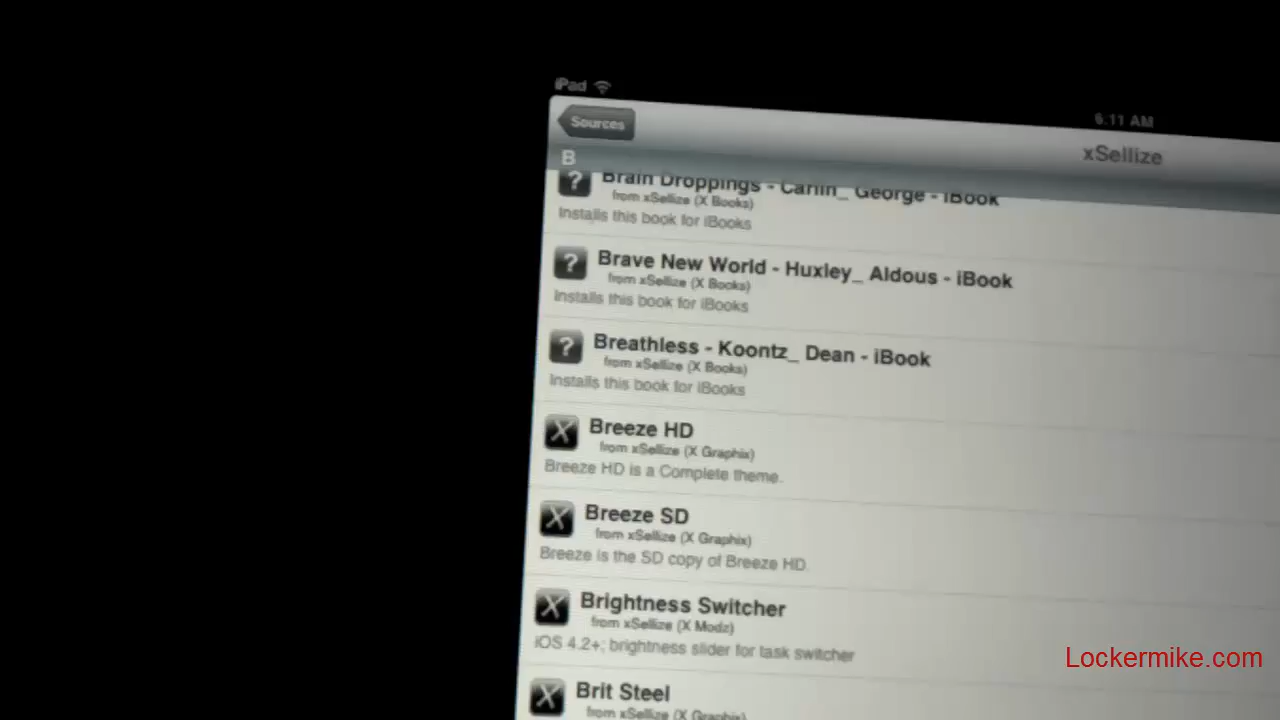 iPad
6:11 AM
Sources
xSellize
B
? Brain Droppings - Carlin_ George - iBook
from xSellize (X Books)
Installs this book for iBooks
? Brave New World - Huxley_ Aldous - iBook
from xSellize (X Books)
Installs this book for iBooks
? Breathless - Koontz_ Dean - iBook
from xSellize (X Books)
Installs this book for iBooks
X Breeze HD
from xSellize (X Graphix)
Breeze HD is a Complete theme.
X Breeze SD
from xSellize (X Graphix)
Breeze is the SD copy of Breeze HD.
X Brightness Switcher
from xSellize (X Modz)
iOS 4.2+; brightness slider for task switcher
X Brit Steel
from xSellize (X Graphix)
Lockermike.com